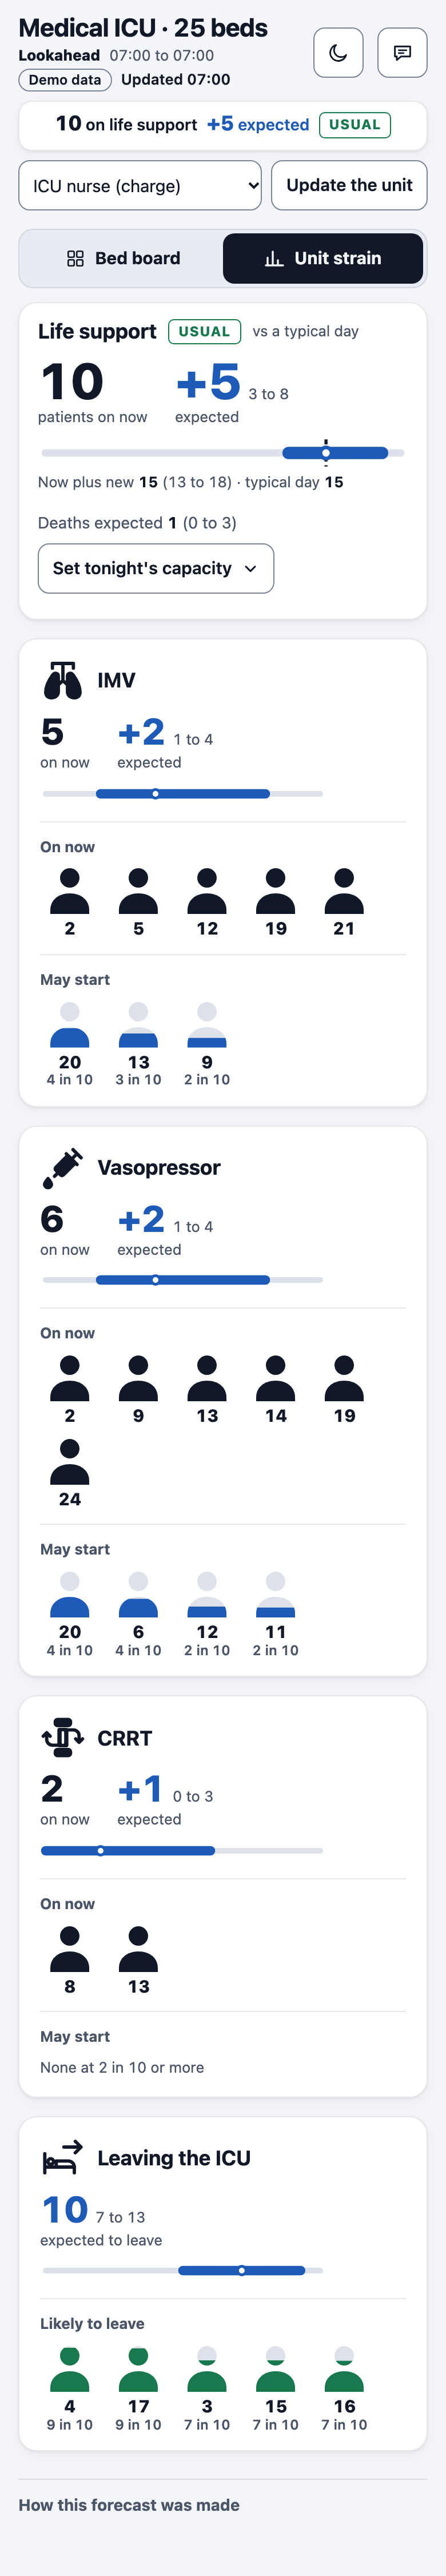 Medical ICU · 25 beds
Lookahead 07:00 to 07:00
Demo data Updated 07:00
10 on life support +5 expected USUAL
ICU nurse (charge)
Update the unit
Bed board
Unit strain
Life support USUAL vs a typical day
10 +5 3 to 8
patients on now expected
Now plus new 15 (13 to 18) · typical day 15
Deaths expected 1 (0 to 3)
Set tonight's capacity
IMV
5 +2 1 to 4
on now expected
On now
2 5 12 19 21
May start
20 13 9
4 in 10 3 in 10 2 in 10
Vasopressor
6 +2 1 to 4
on now expected
On now
2 9 13 14 19
24
May start
20 6 12 11
4 in 10 4 in 10 2 in 10 2 in 10
CRRT
2 +1 0 to 3
on now expected
On now
8 13
May start
None at 2 in 10 or more
Leaving the ICU
10 7 to 13
expected to leave
Likely to leave
4 17 3 15 16
9 in 10 9 in 10 7 in 10 7 in 10 7 in 10
How this forecast was made